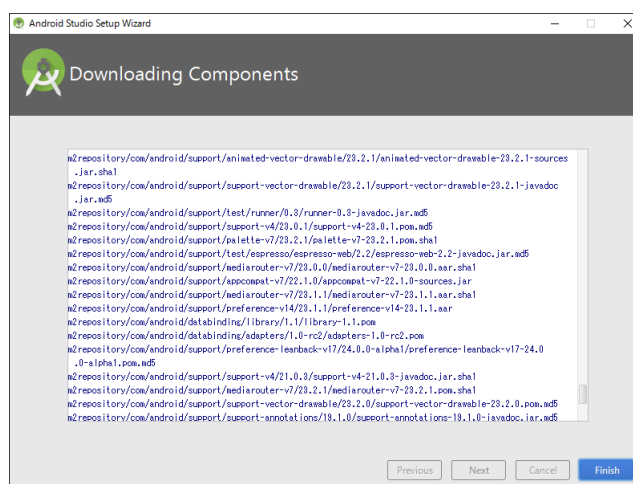 Android Studio Setup Wizard
Downloading Components
m2repository/com/android/support/animated-vector-drawable/23.2.1/animated-vector-drawable-23.2.1-sources
.jar.sha1
m2repository/com/android/support/support-vector-drawable/23.2.1/support-vector-drawable-23.2.1-javadoc
.jar.md5
m2repository/com/android/support/test/runner/0.3/runner-0.3-javadoc.jar.md5
m2repository/com/android/support/support-v4/23.0.1/support-v4-23.0.1.pom.md5
m2repository/com/android/support/palette-v7/23.2.1/palette-v7-23.2.1.pom.sha1
m2repository/com/android/support/test/espresso/espresso-web/2.2/espresso-web-2.2-javadoc.jar.md5
m2repository/com/android/support/mediarouter-v7/23.0.0/mediarouter-v7-23.0.0.aar.sha1
m2repository/com/android/support/appcompat-v7/22.1.0/appcompat-v7-22.1.0-sources.jar
m2repository/com/android/support/mediarouter-v7/23.1.1/mediarouter-v7-23.1.1.aar.sha1
m2repository/com/android/support/preference-v14/23.1.1/preference-v14-23.1.1.aar
m2repository/com/android/databinding/library/1.1/library-1.1.pom
m2repository/com/android/databinding/adapters/1.0-rc2/adapters-1.0-rc2.pom
m2repository/com/android/support/preference-leanback-v17/24.0.0-alpha1/preference-leanback-v17-24.0
.0-alpha1.pom.md5
m2repository/com/android/support/support-v4/21.0.3/support-v4-21.0.3-javadoc.jar.sha1
m2repository/com/android/support/mediarouter-v7/23.2.1/mediarouter-v7-23.2.1.pom.sha1
m2repository/com/android/support/support-vector-drawable/23.2.0/support-vector-drawable-23.2.0.pom.md5
m2repository/com/android/support/support-annotations/19.1.0/support-annotations-19.1.0-javadoc.jar.md5
Previous
Next
Cancel
Finish